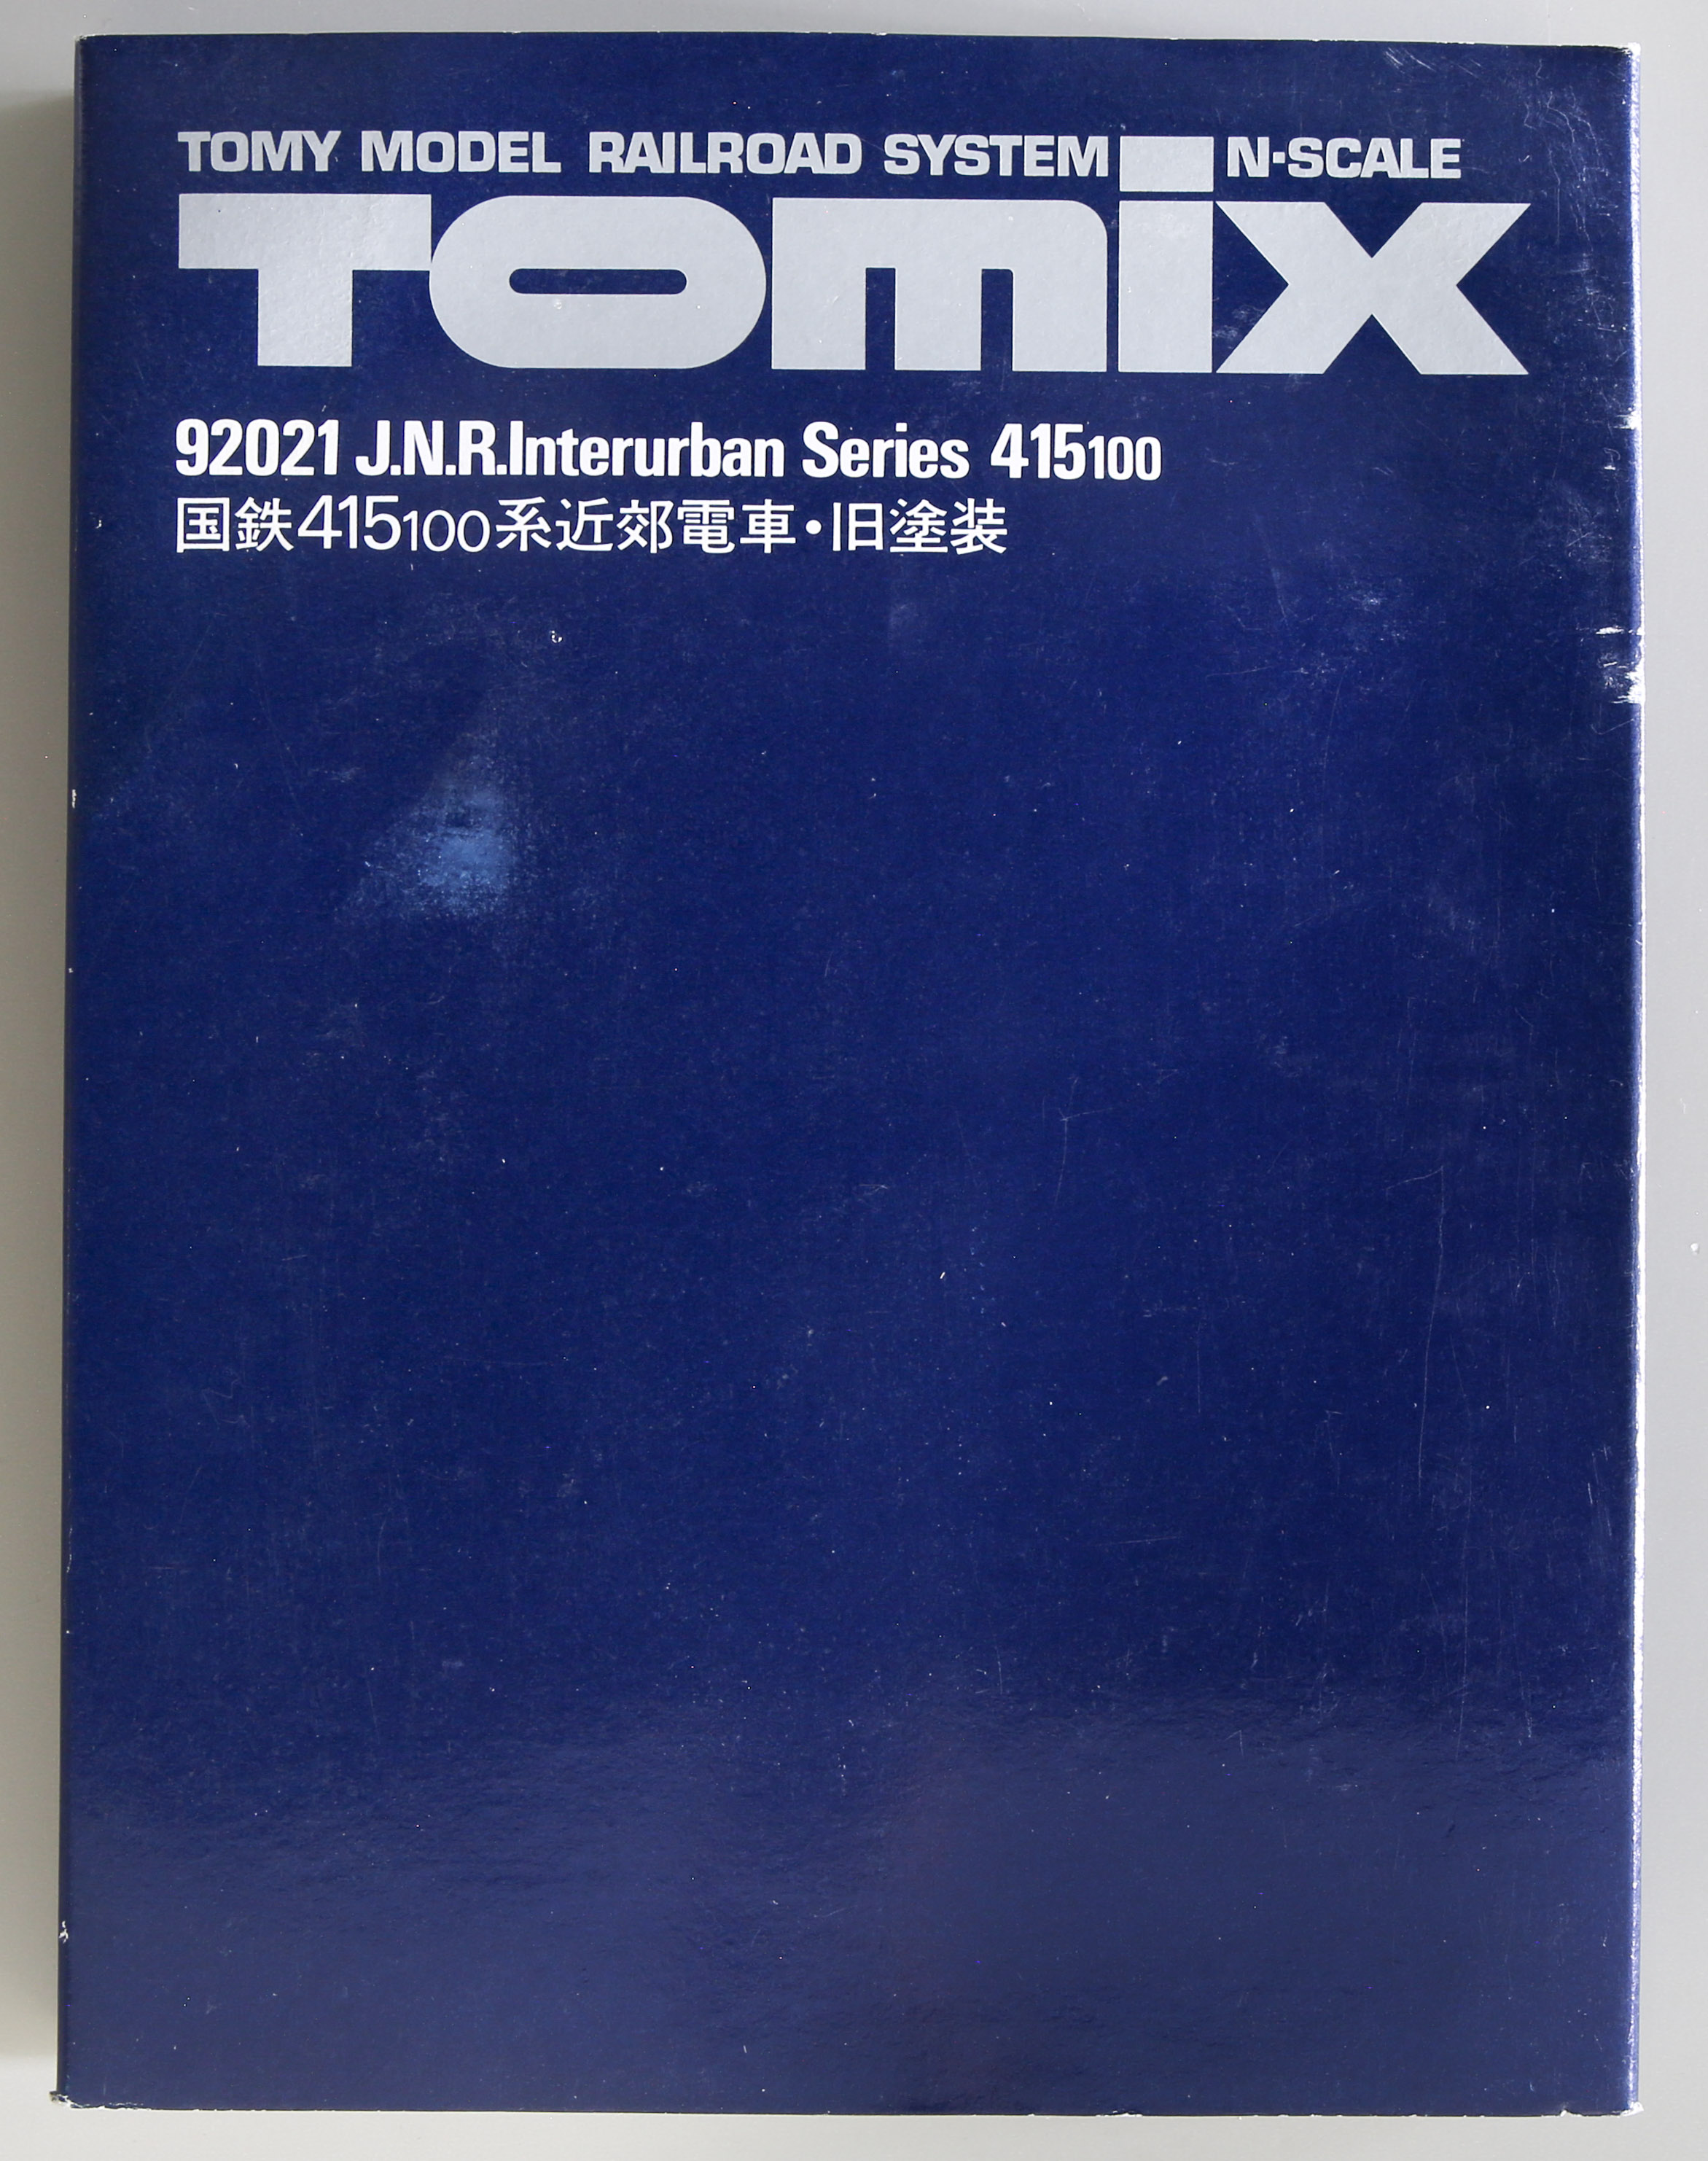 TOMY MODEL RAILROAD SYSTEM N·SCALE
TOMIX
92021 J.N.R.Interurban Series 415100
国鉄415100系近郊電車・旧塗装